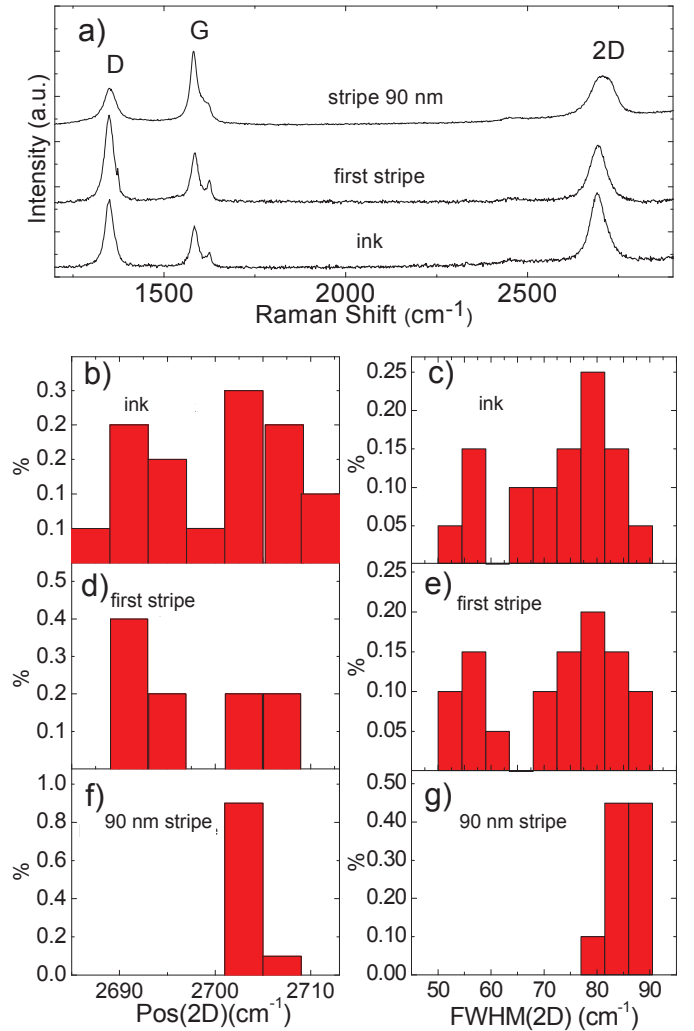 a)
D
G
2D
stripe 90 nm
first stripe
ink
Intensity (a.u.)
1500 2000 2500
Raman Shift (cm-1)
b)
ink
%
0.3
0.2
0.2
0.1
0.1
c)
ink
%
0.25
0.20
0.15
0.10
0.05
d)
first stripe
%
0.5
0.4
0.3
0.2
0.1
e)
first stripe
%
0.25
0.20
0.15
0.10
0.05
f)
90 nm stripe
%
1.0
0.8
0.6
0.4
0.2
0.0
2690 2700 2710
Pos(2D)(cm-1)
g)
90 nm stripe
%
0.40
0.30
0.20
0.10
0.00
50 60 70 80 90
FWHM(2D) (cm-1)